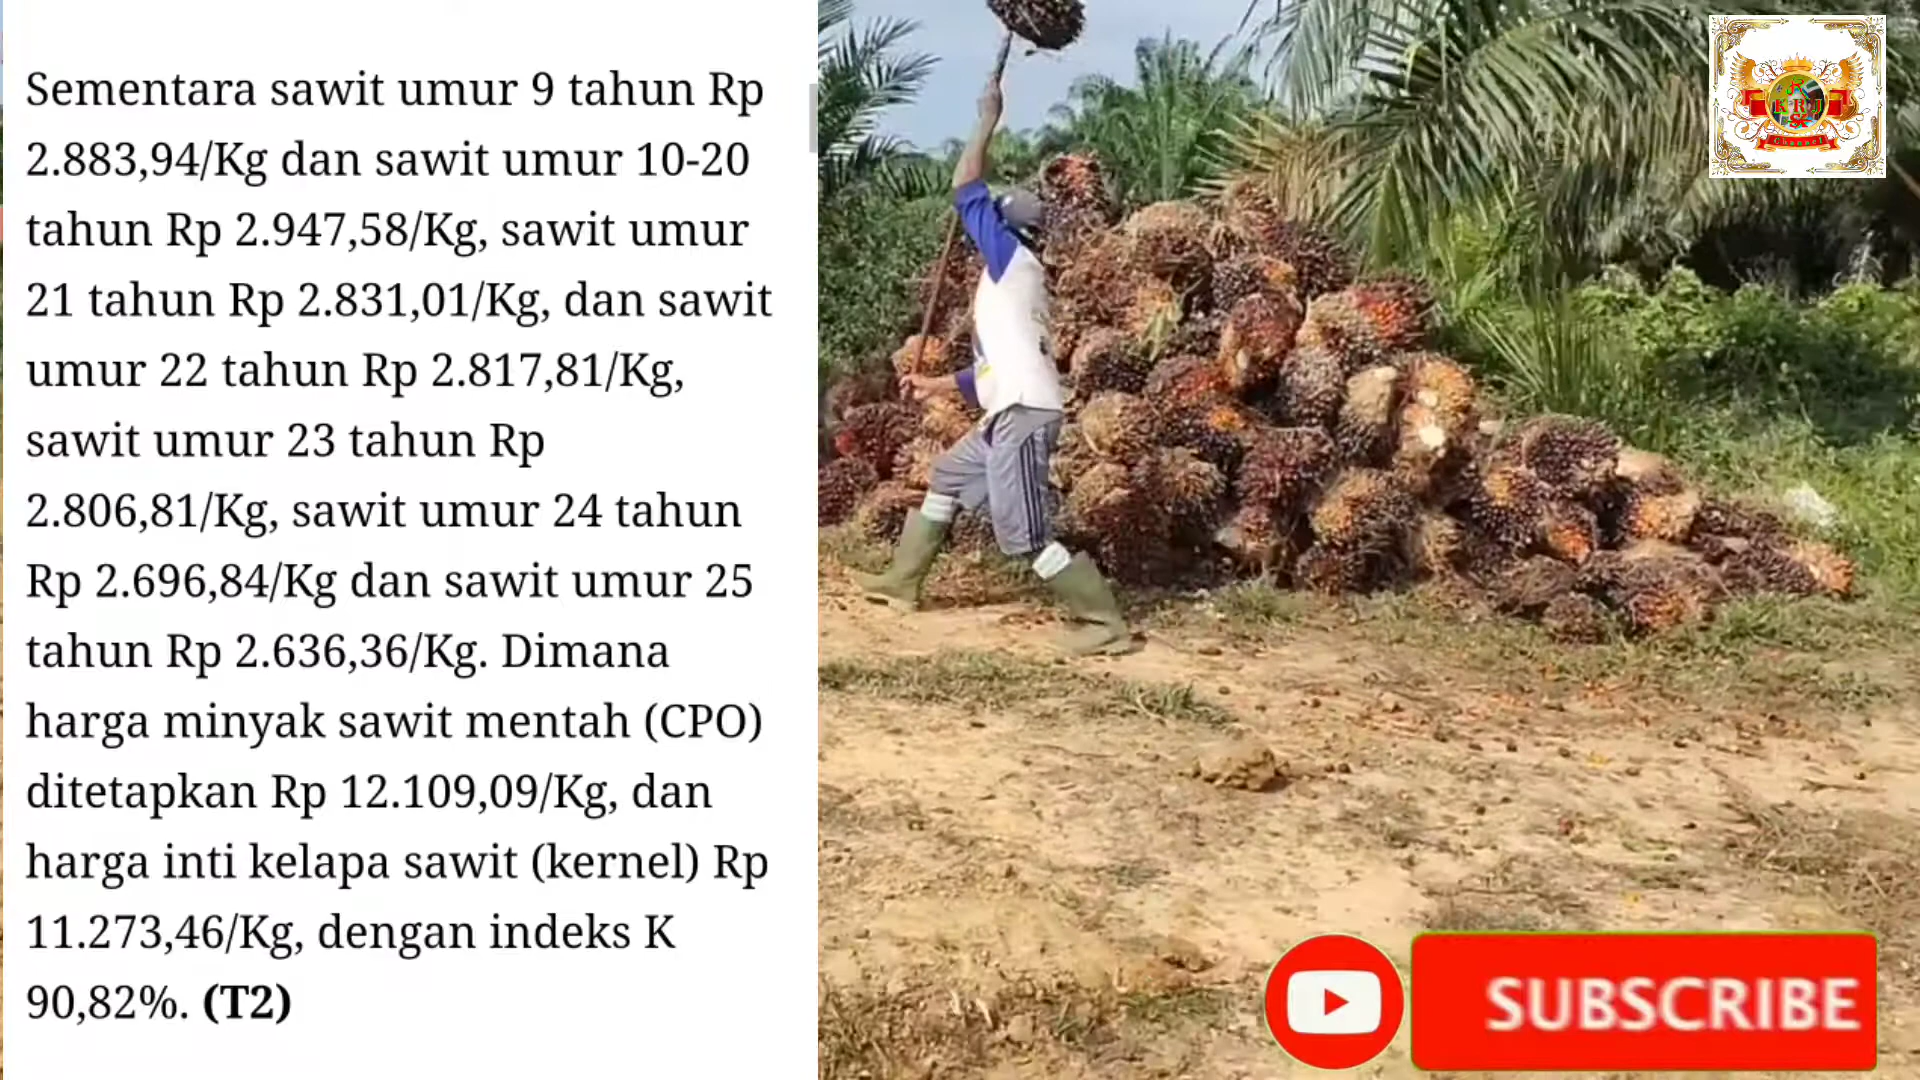 Sementara sawit umur 9 tahun Rp
2.883,94/Kg dan sawit umur 10-20
tahun Rp 2.947,58/Kg, sawit umur
21 tahun Rp 2.831,01/Kg, dan sawit
umur 22 tahun Rp 2.817,81/Kg,
sawit umur 23 tahun Rp
2.806,81/Kg, sawit umur 24 tahun
Rp 2.696,84/Kg dan sawit umur 25
tahun Rp 2.636,36/Kg. Dimana
harga minyak sawit mentah (CPO)
ditetapkan Rp 12.109,09/Kg, dan
harga inti kelapa sawit (kernel) Rp
11.273,46/Kg, dengan indeks K
90,82%. (T2)
Channel
SUBSCRIBE